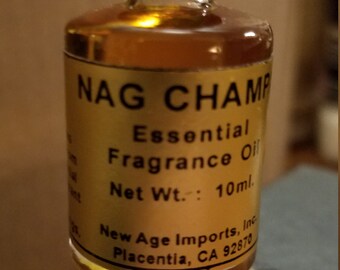 NAG CHAMP
Essential
Fragrance Oil
Net Wt. : 10ml.
New Age Imports, Inc.
Placentia, CA 92870